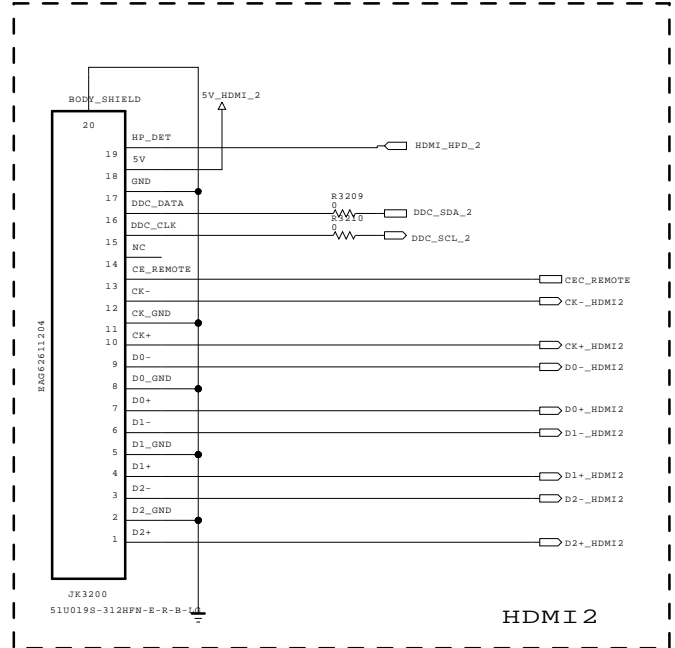 BODY_SHIELD
5V_HDMI_2
20
HP_DET
19
HDMI_HPD_2
5V
18
GND
17
DDC_DATA
R3209
0
16
DDC_SDA_2
DDC_CLK
R3210
0
15
DDC_SCL_2
NC
14
CE_REMOTE
13
CEC_REMOTE
CK-
12
CK-_HDMI2
CK_GND
11
CK+
10
CK+_HDMI2
D0-
9
D0-_HDMI2
D0_GND
8
D0+
7
D0+_HDMI2
D1-
6
D1-_HDMI2
D1_GND
5
D1+
4
D1+_HDMI2
D2-
3
D2-_HDMI2
D2_GND
2
D2+
1
D2+_HDMI2
EAG62611204
JK3200
51U019S-312HFN-E-R-B-LG
HDMI2